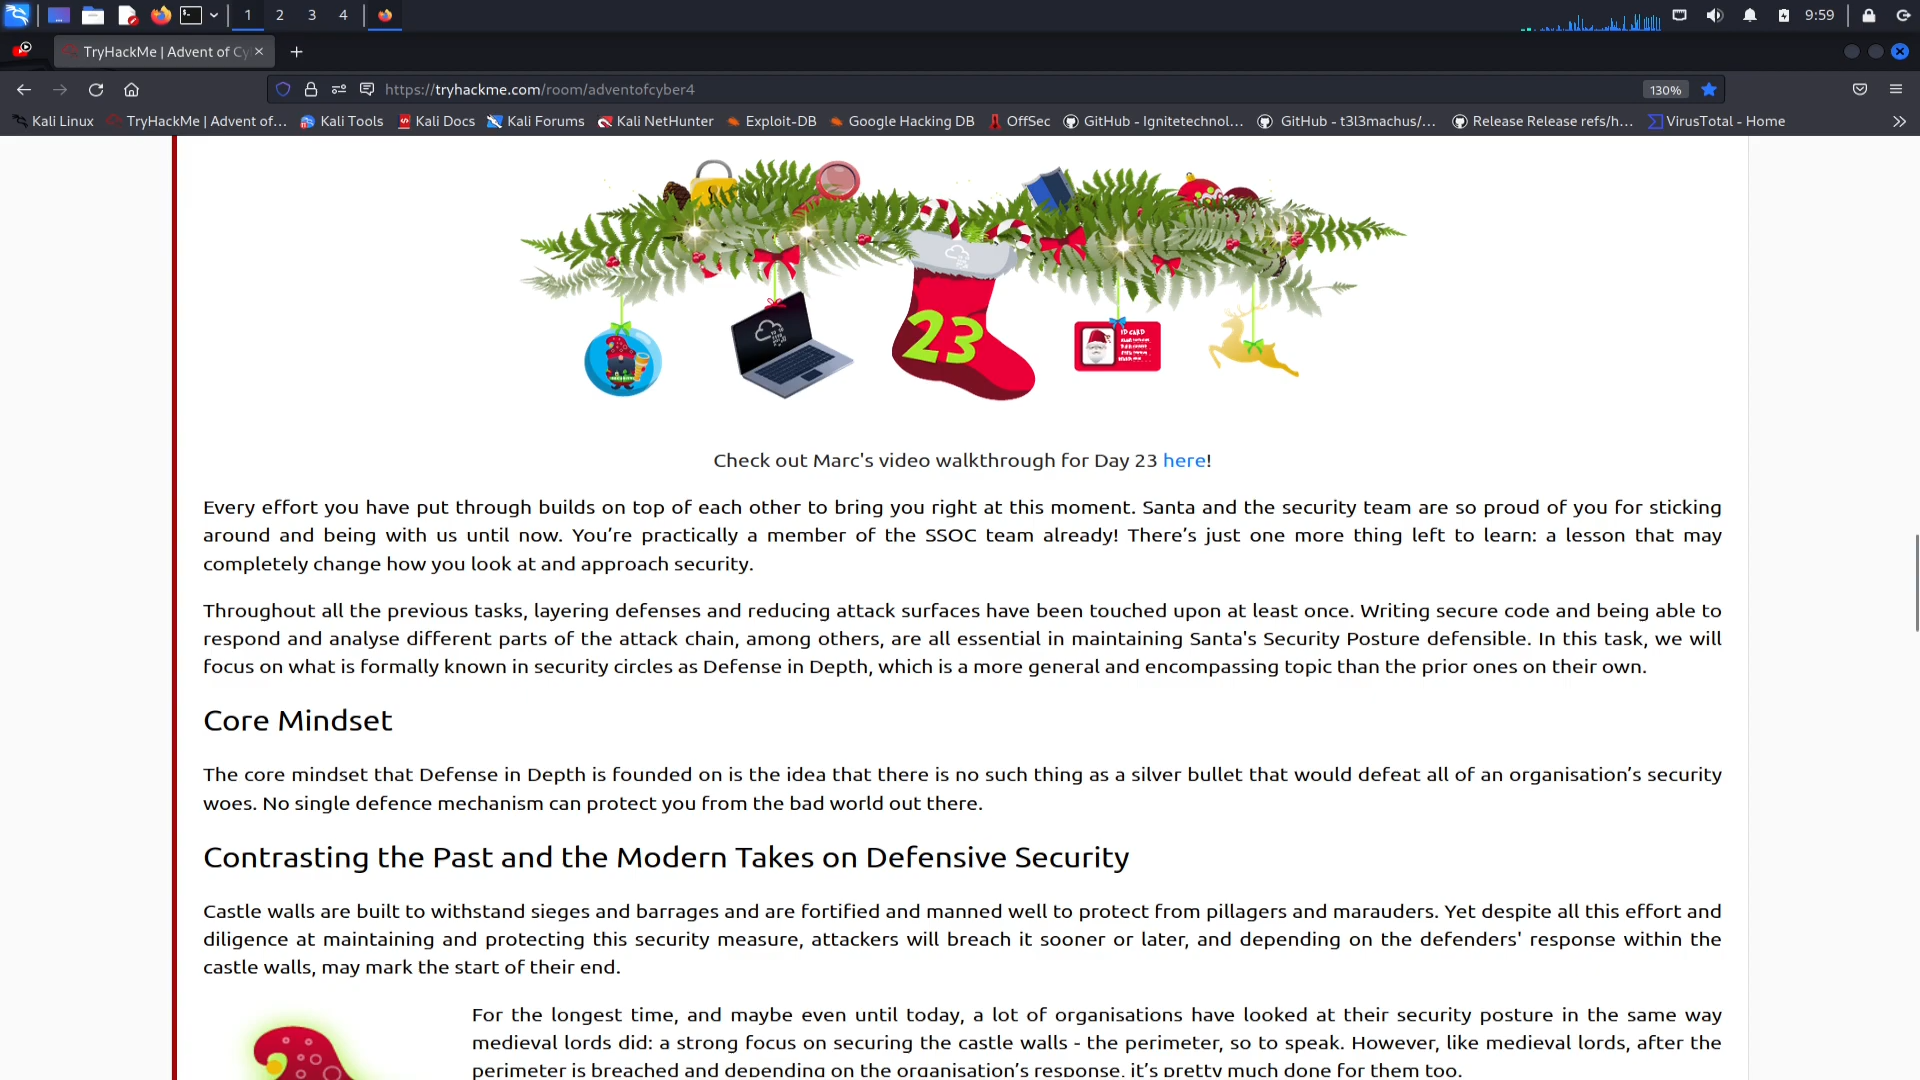 1 2 3 4 9:59
TryHackMe | Advent of Cy
https://tryhackme.com/room/adventofcyber4 130%
Kali Linux TryHackMe | Advent of... Kali Tools Kali Docs Kali Forums Kali NetHunter Exploit-DB Google Hacking DB OffSec GitHub - Ignitetechnol... GitHub - t3l3machus/... Release Release refs/h... VirusTotal - Home
23
ID CARD
Check out Marc's video walkthrough for Day 23 here!
Every effort you have put through builds on top of each other to bring you right at this moment. Santa and the security team are so proud of you for sticking
around and being with us until now. You’re practically a member of the SSOC team already! There’s just one more thing left to learn: a lesson that may
completely change how you look at and approach security.
Throughout all the previous tasks, layering defenses and reducing attack surfaces have been touched upon at least once. Writing secure code and being able to
respond and analyse different parts of the attack chain, among others, are all essential in maintaining Santa's Security Posture defensible. In this task, we will
focus on what is formally known in security circles as Defense in Depth, which is a more general and encompassing topic than the prior ones on their own.
Core Mindset
The core mindset that Defense in Depth is founded on is the idea that there is no such thing as a silver bullet that would defeat all of an organisation’s security
woes. No single defence mechanism can protect you from the bad world out there.
Contrasting the Past and the Modern Takes on Defensive Security
Castle walls are built to withstand sieges and barrages and are fortified and manned well to protect from pillagers and marauders. Yet despite all this effort and
diligence at maintaining and protecting this security measure, attackers will breach it sooner or later, and depending on the defenders' response within the
castle walls, may mark the start of their end.
For the longest time, and maybe even until today, a lot of organisations have looked at their security posture in the same way
medieval lords did: a strong focus on securing the castle walls - the perimeter, so to speak. However, like medieval lords, after the
perimeter is breached and depending on the organisation’s response, it’s pretty much done for them too.